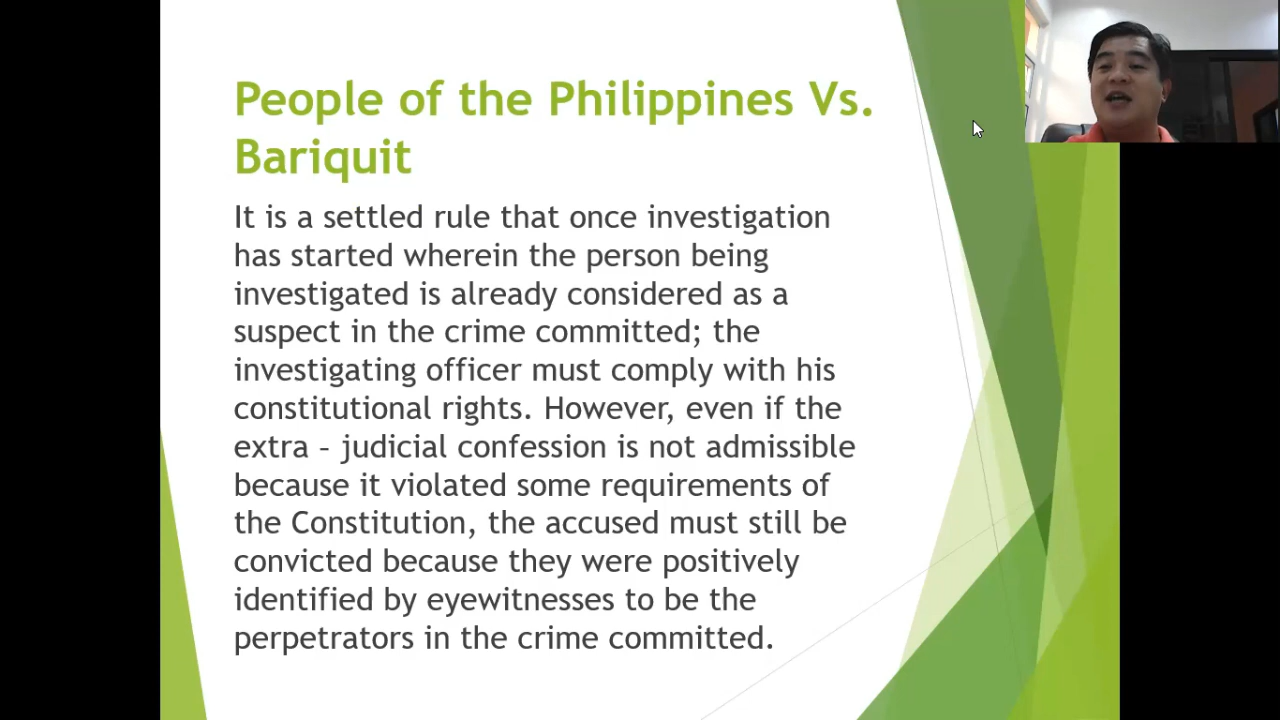 People of the Philippines Vs.
Bariquit
It is a settled rule that once investigation
has started wherein the person being
investigated is already considered as a
suspect in the crime committed; the
investigating officer must comply with his
constitutional rights. However, even if the
extra – judicial confession is not admissible
because it violated some requirements of
the Constitution, the accused must still be
convicted because they were positively
identified by eyewitnesses to be the
perpetrators in the crime committed.